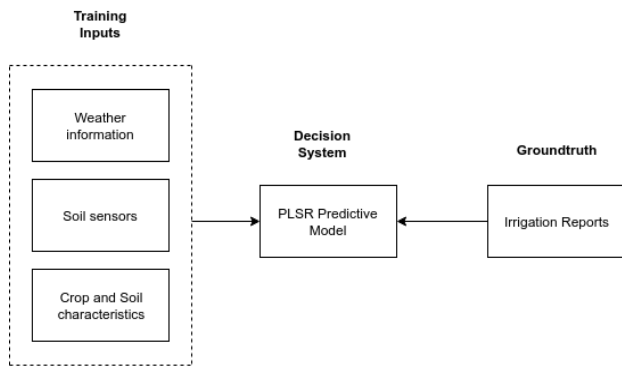 Training
Inputs
Weather
information
Soil sensors
Crop and Soil
characteristics
Decision
System
PLSR Predictive
Model
Groundtruth
Irrigation Reports